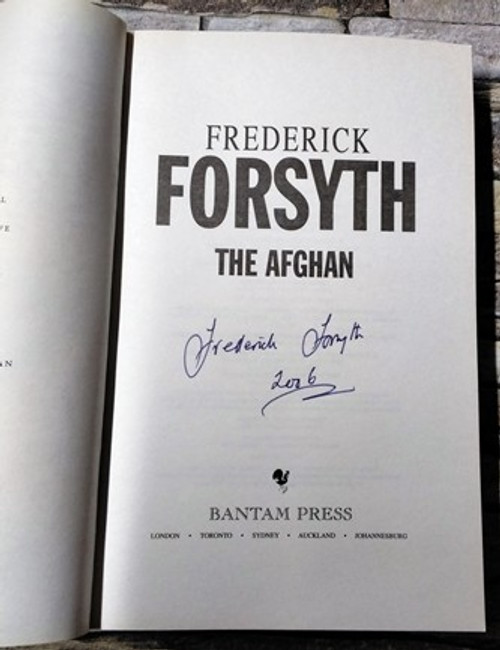 FREDERICK
FORSYTH
THE AFGHAN
Frederick Forsyth
2006
BANTAM PRESS
LONDON • TORONTO • SYDNEY • AUCKLAND • JOHANNESBURG